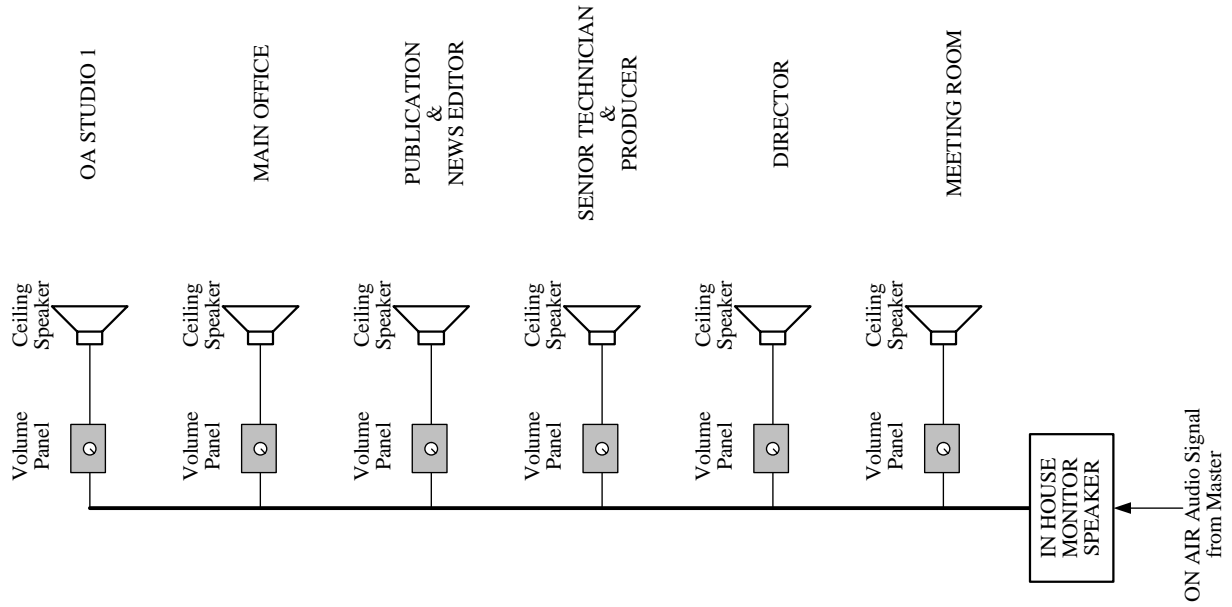 Volume
Panel
Ceiling
Speaker
OA STUDIO 1
Volume
Panel
Ceiling
Speaker
MAIN OFFICE
Volume
Panel
Ceiling
Speaker
PUBLICATION
&
NEWS EDITOR
Volume
Panel
Ceiling
Speaker
SENIOR TECHNICIAN
&
PRODUCER
Volume
Panel
Ceiling
Speaker
DIRECTOR
Volume
Panel
Ceiling
Speaker
MEETING ROOM
IN HOUSE
MONITOR
SPEAKER
ON AIR Audio Signal
from Master